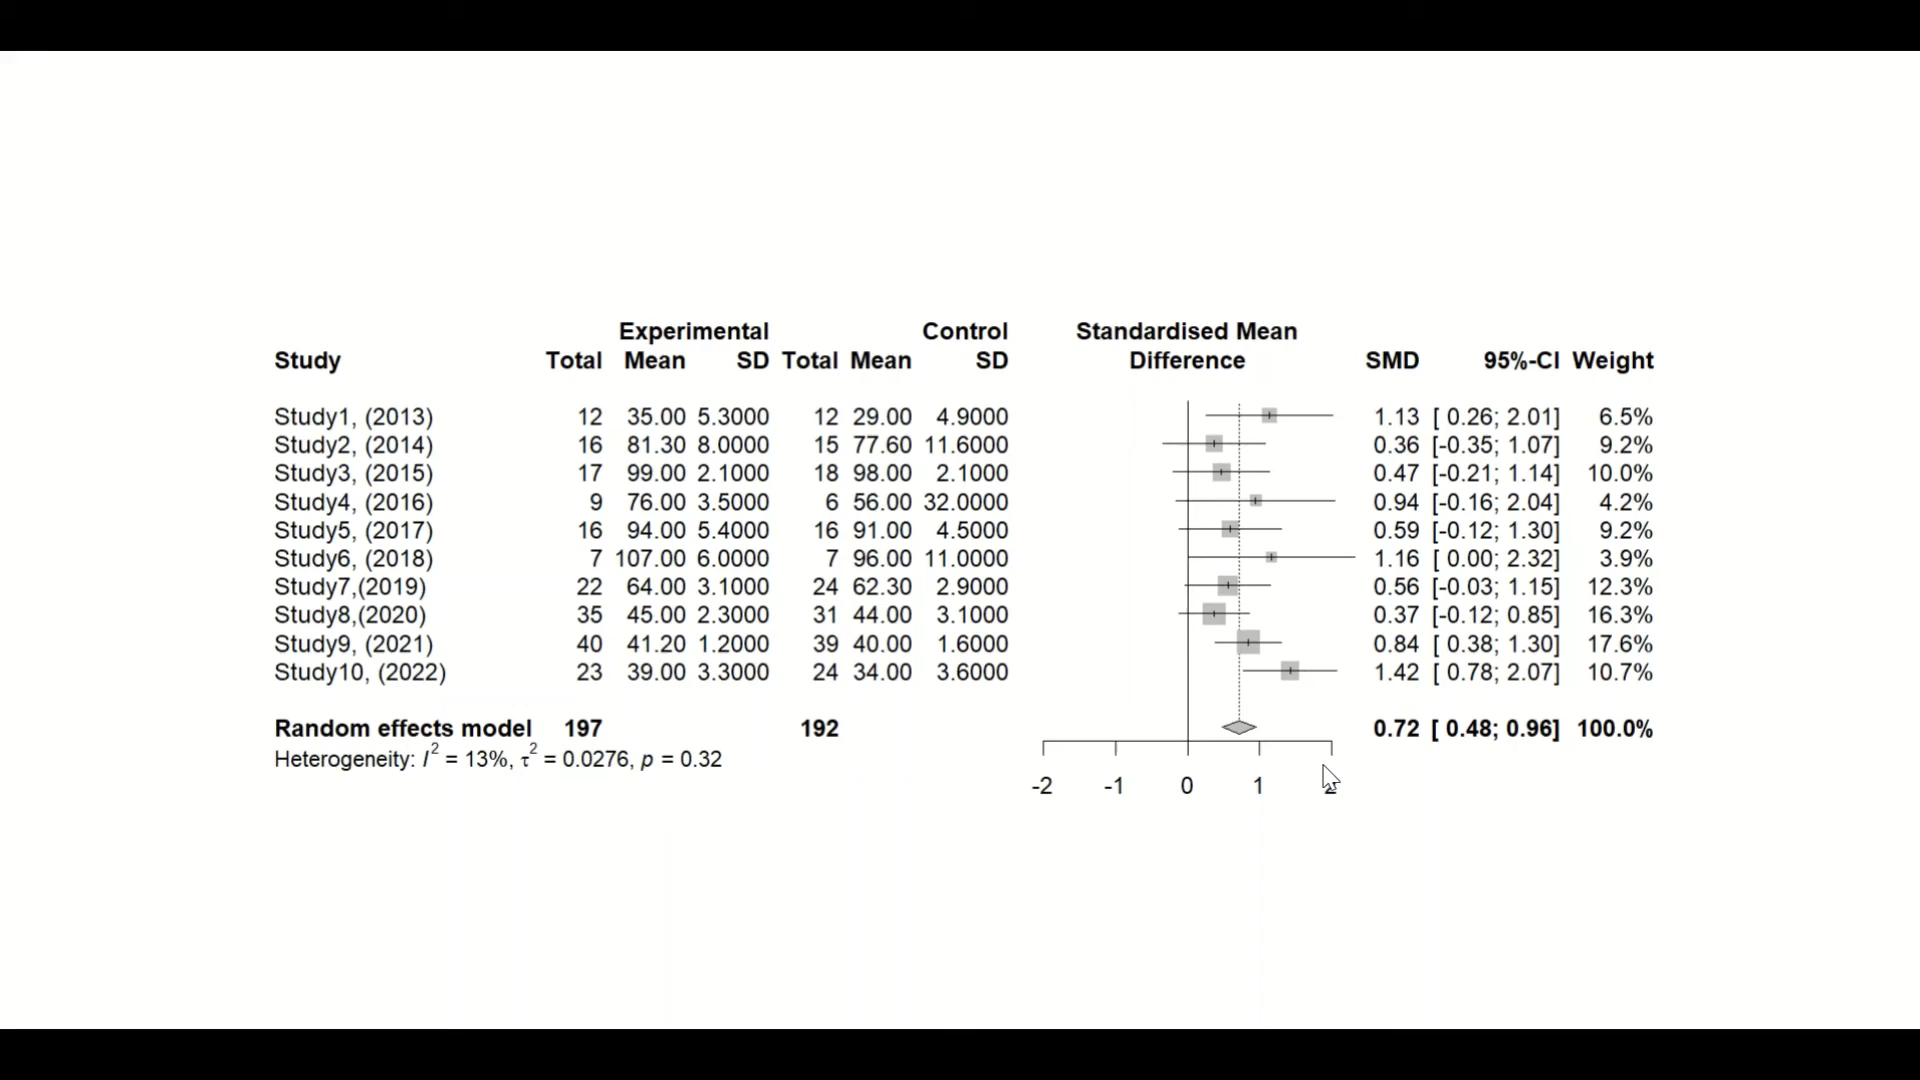 Experimental Control Standardised Mean
Study Total Mean SD Total Mean SD Difference SMD 95%-CI Weight
Study1, (2013) 12 35.00 5.3000 12 29.00 4.9000 1.13 [ 0.26; 2.01] 6.5%
Study2, (2014) 16 81.30 8.0000 15 77.60 11.6000 0.36 [-0.35; 1.07] 9.2%
Study3, (2015) 17 99.00 2.1000 18 98.00 2.1000 0.47 [-0.21; 1.14] 10.0%
Study4, (2016) 9 76.00 3.5000 6 56.00 32.0000 0.94 [-0.16; 2.04] 4.2%
Study5, (2017) 16 94.00 5.4000 16 91.00 4.5000 0.59 [-0.12; 1.30] 9.2%
Study6, (2018) 7 107.00 6.0000 7 96.00 11.0000 1.16 [ 0.00; 2.32] 3.9%
Study7,(2019) 22 64.00 3.1000 24 62.30 2.9000 0.56 [-0.03; 1.15] 12.3%
Study8,(2020) 35 45.00 2.3000 31 44.00 3.1000 0.37 [-0.12; 0.85] 16.3%
Study9, (2021) 40 41.20 1.2000 39 40.00 1.6000 0.84 [ 0.38; 1.30] 17.6%
Study10, (2022) 23 39.00 3.3000 24 34.00 3.6000 1.42 [ 0.78; 2.07] 10.7%
Random effects model 197 192 0.72 [ 0.48; 0.96] 100.0%
Heterogeneity: I² = 13%, τ² = 0.0276, p = 0.32
-2 -1 0 1 2